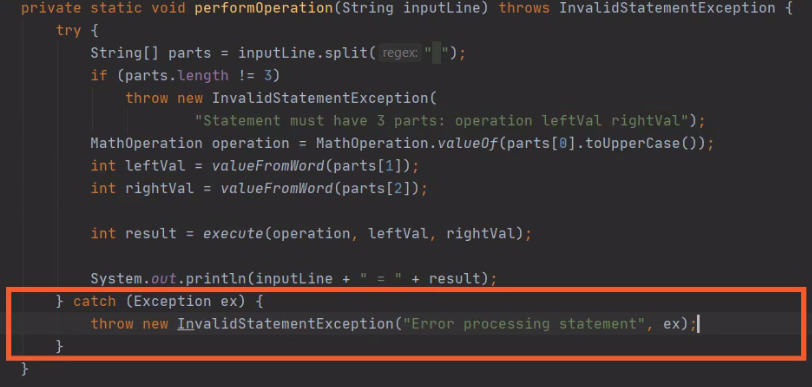 private static void performOperation(String inputLine) throws InvalidStatementException {
try {
String[] parts = inputLine.split( regex: " ");
if (parts.length != 3)
throw new InvalidStatementException(
"Statement must have 3 parts: operation leftVal rightVal");
MathOperation operation = MathOperation.valueOf(parts[0].toUpperCase());
int leftVal = valueFromWord(parts[1]);
int rightVal = valueFromWord(parts[2]);
int result = execute(operation, leftVal, rightVal);
System.out.println(inputLine + " = " + result);
} catch (Exception ex) {
throw new InvalidStatementException("Error processing statement", ex);
}
}